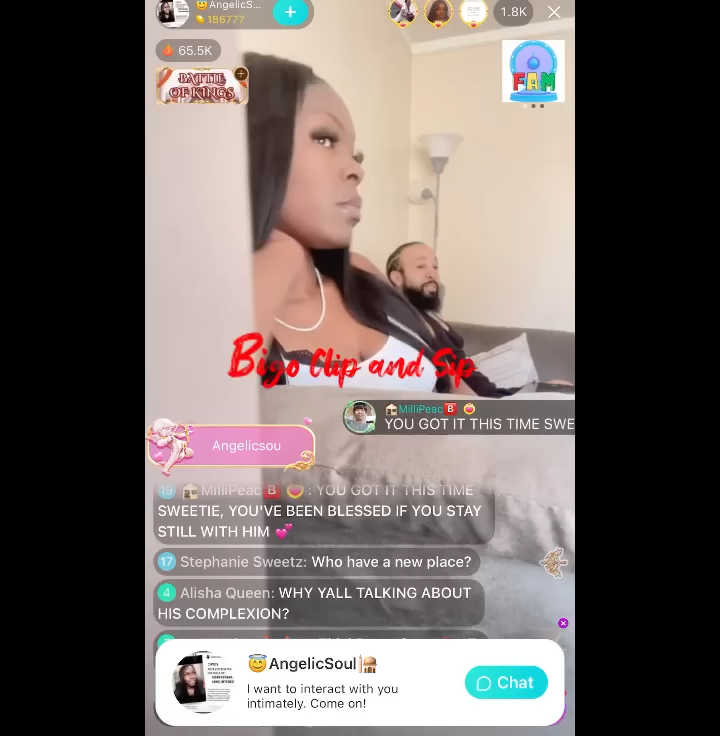 😇AngelicS...
186777
1.8K
65.5K
BATTLE
OF KINGS
FAM
Bigo Clip and Sip
MilliPeac B
YOU GOT IT THIS TIME SWE
Angelicsou
19 MilliPeac B : YOU GOT IT THIS TIME
SWEETIE, YOU'VE BEEN BLESSED IF YOU STAY
STILL WITH HIM 💕
17 Stephanie Sweetz: Who have a new place?
4 Alisha Queen: WHY YALL TALKING ABOUT
HIS COMPLEXION?
😇AngelicSoul🕌
I want to interact with you
intimately. Come on!
Chat